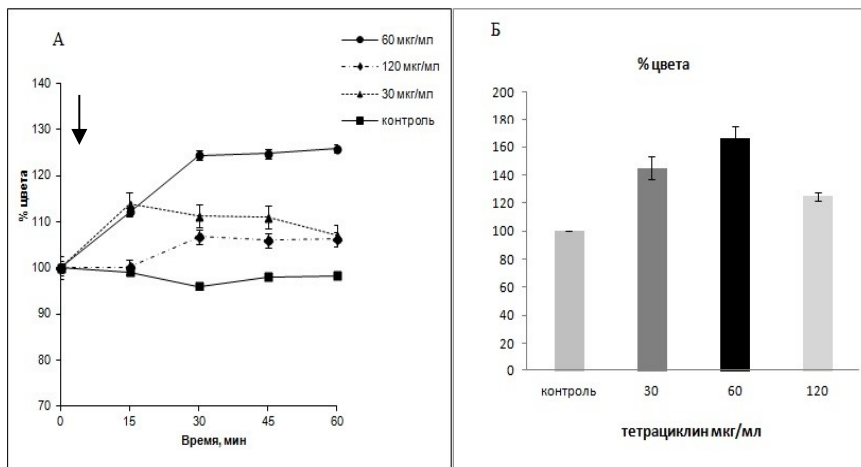 А
60 мкг/мл
120 мкг/мл
30 мкг/мл
контроль
140
130
120
110
100
90
80
70
% цвета
0 15 30 45 60
Время, мин
Б
% цвета
200
180
160
140
120
100
80
60
40
20
0
контроль 30 60 120
тетрациклин мкг/мл